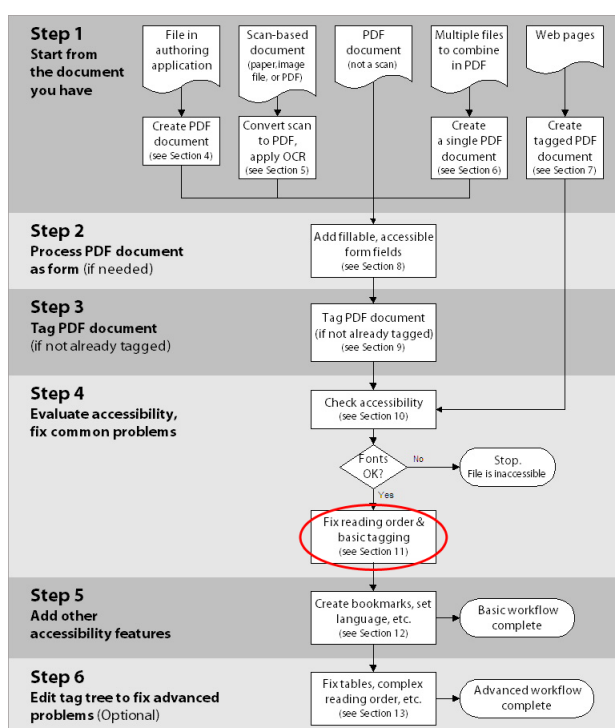 Step 1
Start from
the document
you have
File in
authoring
application
Scan-based
document
(paper,image
file, or PDF)
PDF
document
(not a scan)
Multiple files
to combine
in PDF
Web pages
Create PDF
document
(see Section 4)
Convert scan
to PDF,
apply OCR
(see Section 5)
Create
a single PDF
document
(see Section 6)
Create
tagged PDF
document
(see Section 7)
Step 2
Process PDF document
as form (if needed)
Add fillable, accessible
form fields
(see Section 8)
Step 3
Tag PDF document
(if not already tagged)
Tag PDF document
(if not already tagged)
(see Section 9)
Step 4
Evaluate accessibility,
fix common problems
Check accessibility
(see Section 10)
Fonts
OK?
No
Stop.
File is inaccessible
Yes
Fix reading order &
basic tagging
(see Section 11)
Step 5
Add other
accessibility features
Create bookmarks, set
language, etc.
(see Section 12)
Basic workflow
complete
Step 6
Edit tag tree to fix advanced
problems (Optional)
Fix tables, complex
reading order, etc.
(see Section 13)
Advanced workflow
complete